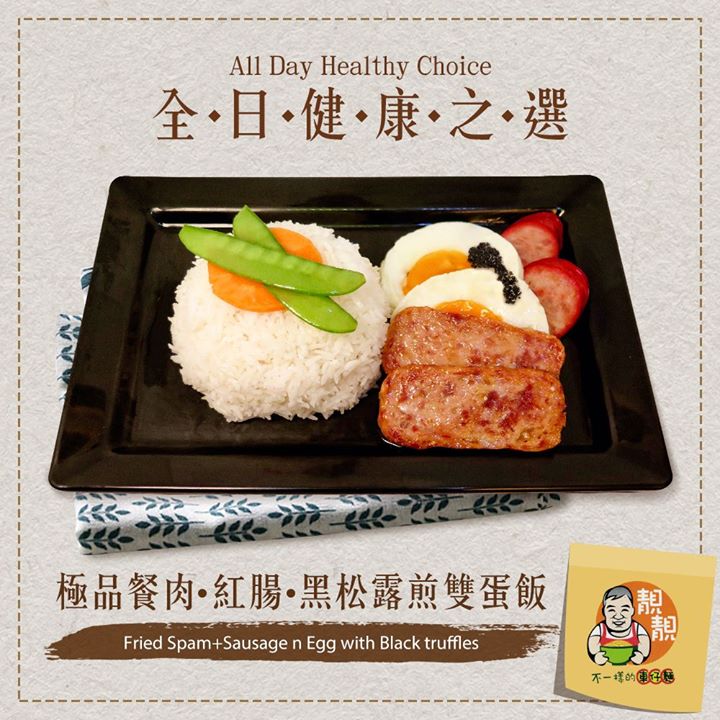 All Day Healthy Choice
全•日•健•康•之•選
極品餐肉•紅腸•黑松露煎雙蛋飯
Fried Spam+Sausage n Egg with Black truffles
靚靚
不一樣的車仔麵